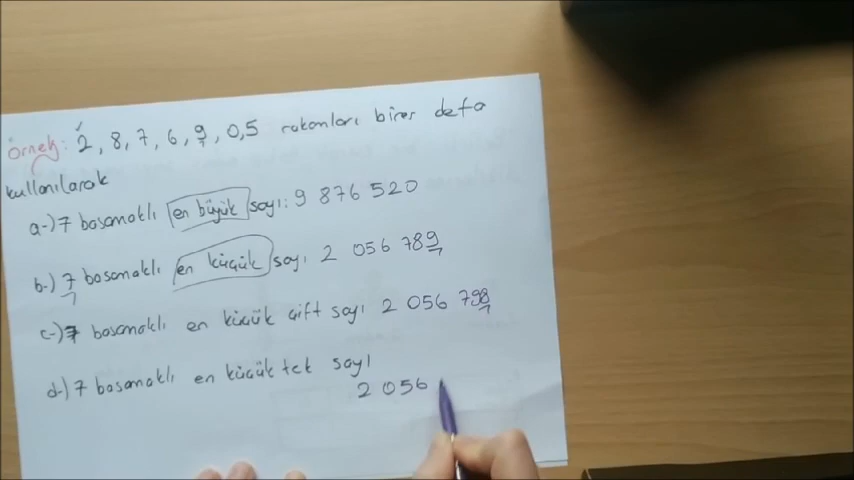 Örnek: 2, 8, 7, 6, 9, 0, 5 rakamları birer defa
kullanılarak
a-) 7 basamaklı en büyük sayı: 9 876 520
b-) 7 basamaklı en küçük sayı 2 056 789
c-) 7 basamaklı en küçük çift sayı 2 056 798
d-) 7 basamaklı en küçük tek sayı
2 056